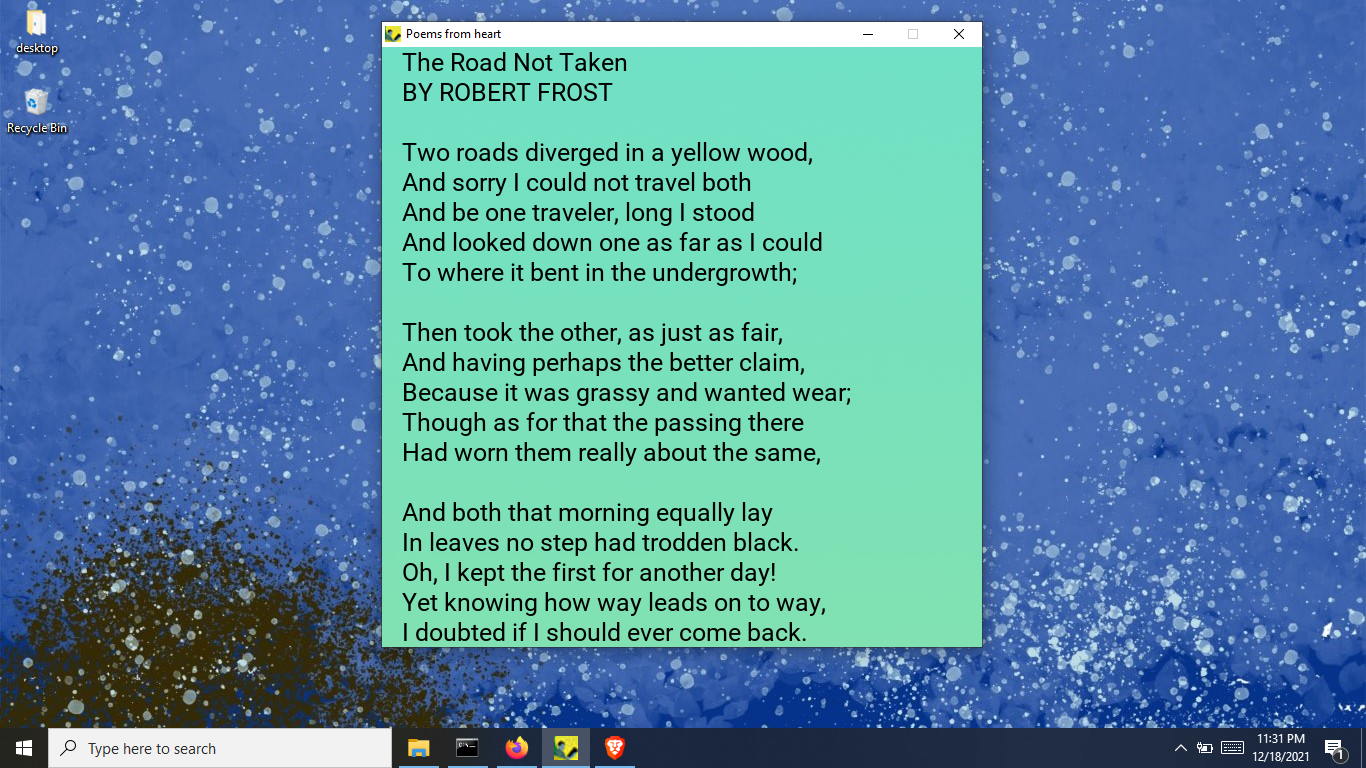 desktop
Recycle Bin
Poems from heart
The Road Not Taken
BY ROBERT FROST
Two roads diverged in a yellow wood,
And sorry I could not travel both
And be one traveler, long I stood
And looked down one as far as I could
To where it bent in the undergrowth;
Then took the other, as just as fair,
And having perhaps the better claim,
Because it was grassy and wanted wear;
Though as for that the passing there
Had worn them really about the same,
And both that morning equally lay
In leaves no step had trodden black.
Oh, I kept the first for another day!
Yet knowing how way leads on to way,
I doubted if I should ever come back.
Type here to search
11:31 PM
12/18/2021
1